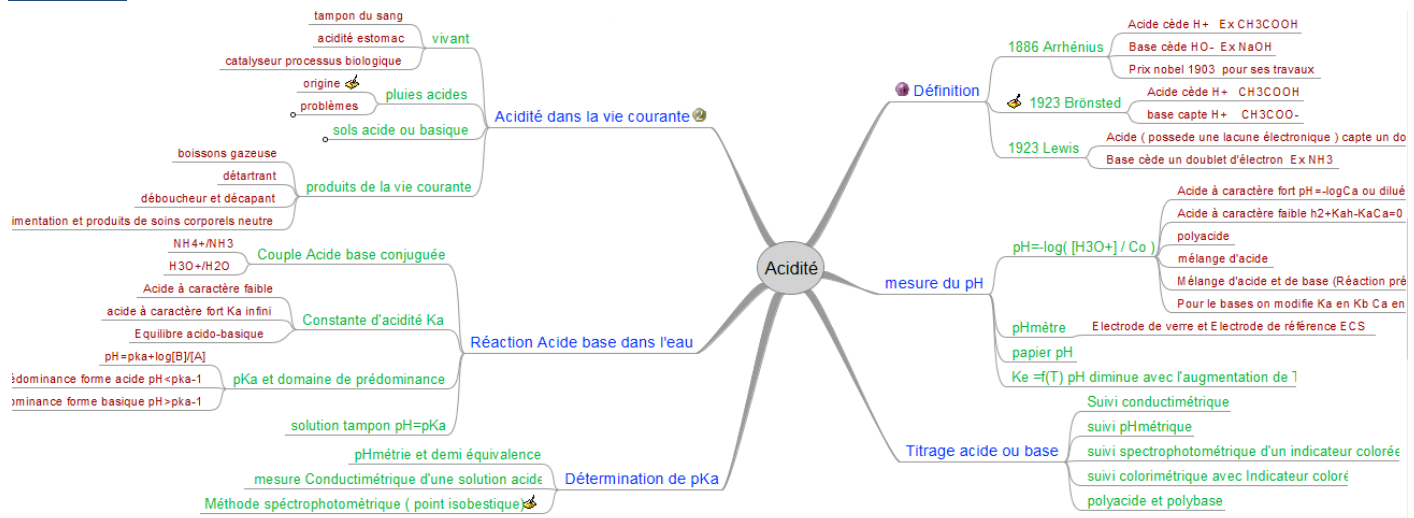 Acidité
Acidité dans la vie courante
vivant
tampon du sang
acidité estomac
catalyseur processus biologique
pluies acides
origine
problèmes
sols acide ou basique
produits de la vie courante
boissons gazeuse
détartrant
déboucheur et décapant
imentation et produits de soins corporels neutre
Réaction Acide base dans l'eau
Couple Acide base conjuguée
NH4+/NH3
H3O+/H2O
Constante d'acidité Ka
Acide à caractère faible
acide à caractère fort Ka infini
Equilibre acido-basique
pKa et domaine de prédominance
pH=pka+log[B]/[A]
édominance forme acide pH<pka-1
ominance forme basique pH>pka-1
solution tampon pH=pKa
Détermination de pKa
pHmétrie et demi équivalence
mesure Conductimétrique d'une solution acide
Méthode spéctrophotomètrique ( point isobestique)
Définition
1886 Arrhénius
Acide cède H+ Ex CH3COOH
Base cède HO- Ex NaOH
Prix nobel 1903 pour ses travaux
1923 Brönsted
Acide cède H+ CH3COOH
base capte H+ CH3COO-
1923 Lewis
Acide ( possede une lacune électronique ) capte un do
Base cède un doublet d'électron Ex NH3
mesure du pH
pH=-log( [H3O+] / Co )
Acide à caractère fort pH=-logCa ou dilué
Acide à caractère faible h2+Kah-KaCa=0
polyacide
mélange d'acide
Mélange d'acide et de base (Réaction pré
Pour le bases on modifie Ka en Kb Ca en
pHmètre
Electrode de verre et Electrode de référence ECS
papier pH
Ke =f(T) pH diminue avec l'augmentation de T
Titrage acide ou base
Suivi conductimétrique
suivi pHmétrique
suivi spectrophotométrique d'un indicateur colorée
suivi colorimétrique avec Indicateur coloré
polyacide et polybase